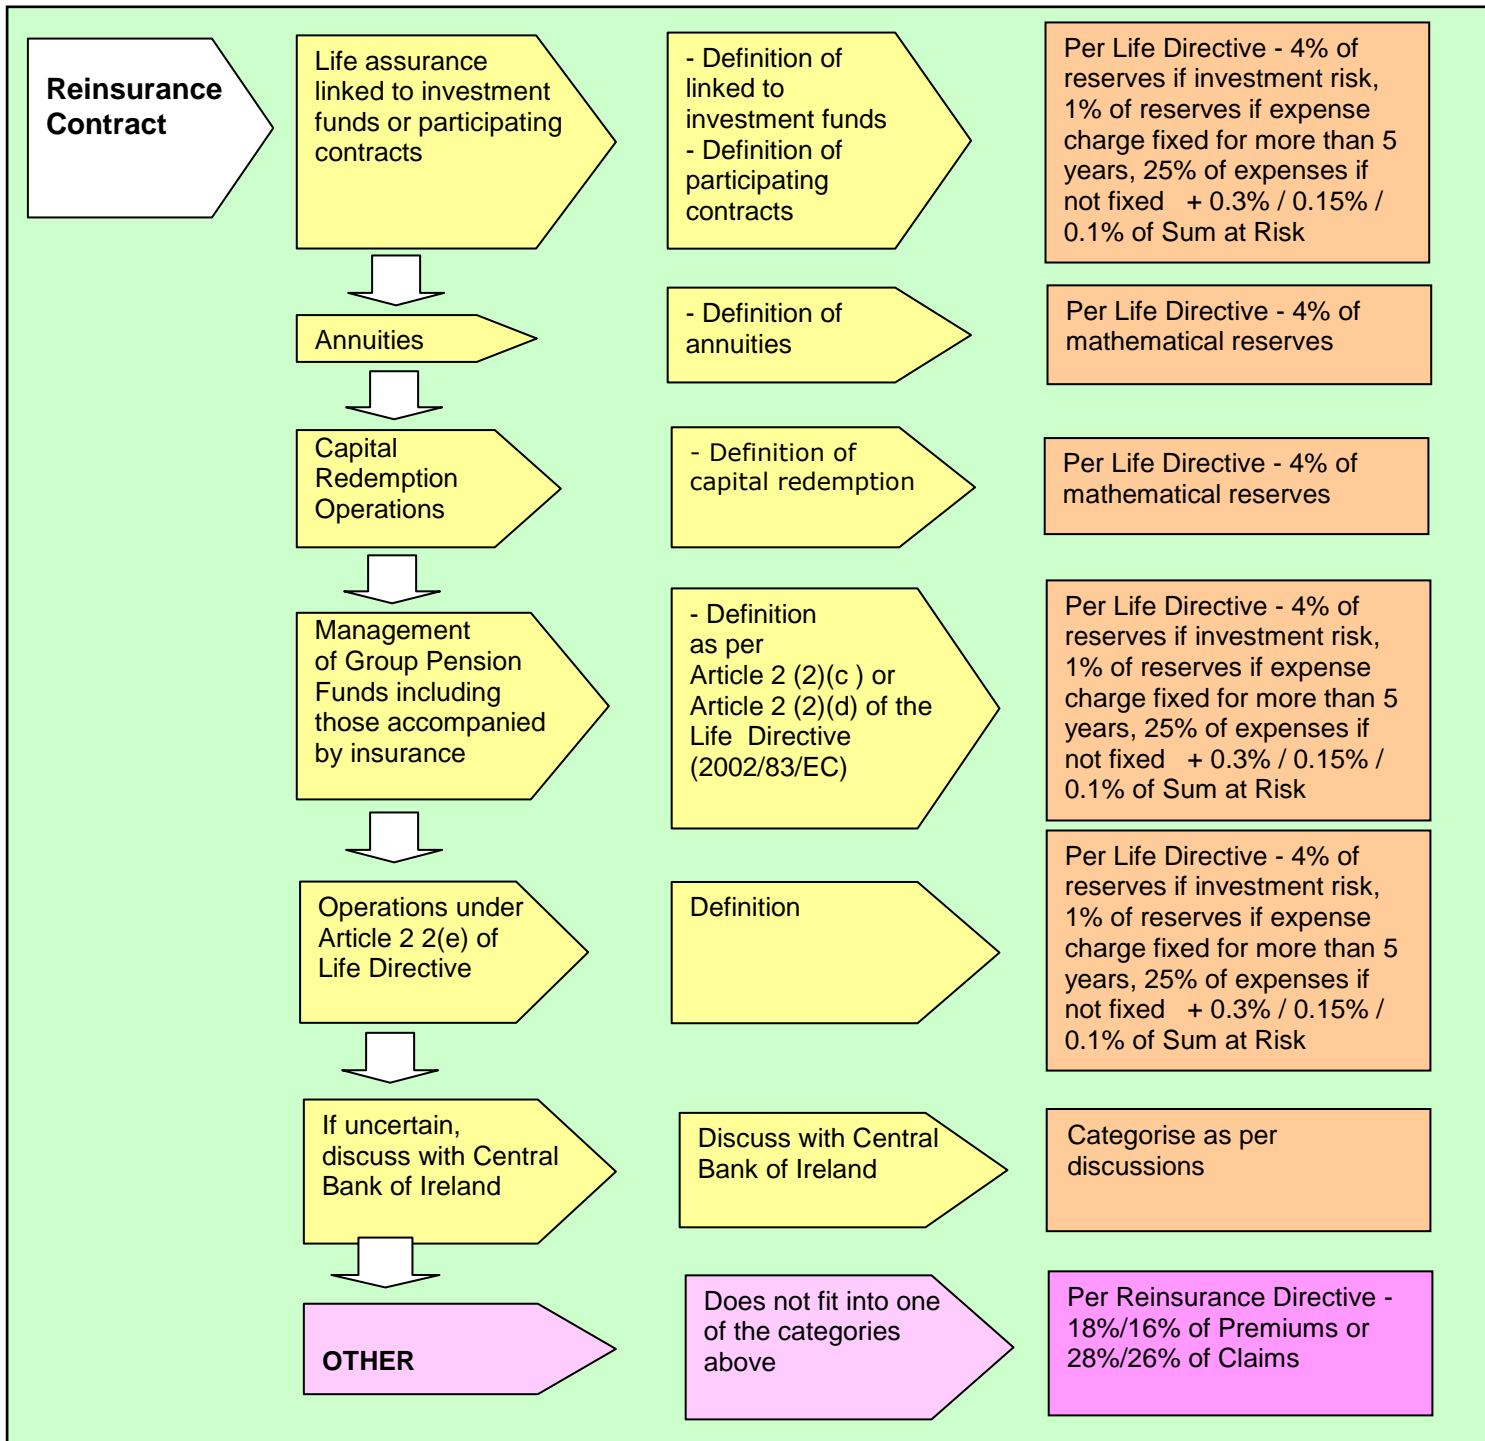 Reinsurance
Contract
Life assurance
linked to investment
funds or participating
contracts
- Definition of
linked to
investment funds
- Definition of
participating
contracts
Per Life Directive - 4% of
reserves if investment risk,
1% of reserves if expense
charge fixed for more than 5
years, 25% of expenses if
not fixed + 0.3% / 0.15% /
0.1% of Sum at Risk
Annuities
- Definition of
annuities
Per Life Directive - 4% of
mathematical reserves
Capital
Redemption
Operations
- Definition of
capital redemption
Per Life Directive - 4% of
mathematical reserves
Management
of Group Pension
Funds including
those accompanied
by insurance
- Definition
as per
Article 2 (2)(c ) or
Article 2 (2)(d) of the
Life Directive
(2002/83/EC)
Per Life Directive - 4% of
reserves if investment risk,
1% of reserves if expense
charge fixed for more than 5
years, 25% of expenses if
not fixed + 0.3% / 0.15% /
0.1% of Sum at Risk
Operations under
Article 2 2(e) of
Life Directive
Definition
Per Life Directive - 4% of
reserves if investment risk,
1% of reserves if expense
charge fixed for more than 5
years, 25% of expenses if
not fixed + 0.3% / 0.15% /
0.1% of Sum at Risk
If uncertain,
discuss with Central
Bank of Ireland
Discuss with Central
Bank of Ireland
Categorise as per
discussions
OTHER
Does not fit into one
of the categories
above
Per Reinsurance Directive -
18%/16% of Premiums or
28%/26% of Claims